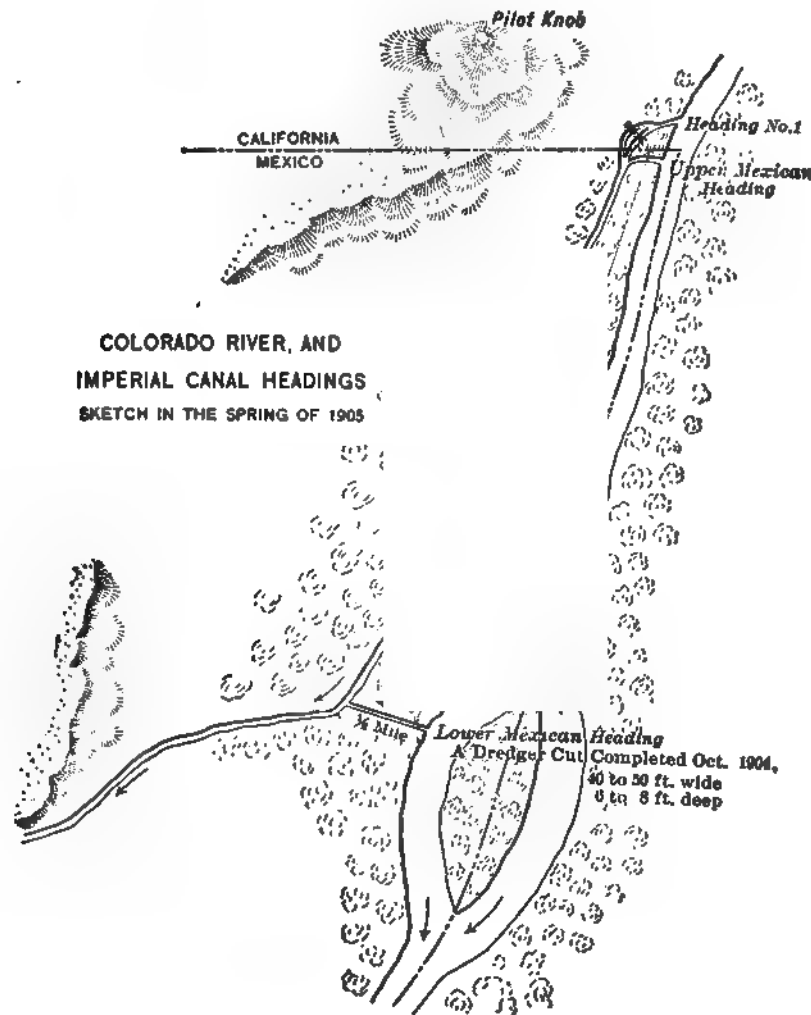 Pilot Knob
Heading No.1
CALIFORNIA
MEXICO
Upper Mexican
Heading
COLORADO RIVER, AND
IMPERIAL CANAL HEADINGS
SKETCH IN THE SPRING OF 1905
Mile
Lower Mexican Heading
A Dredger Cut Completed Oct. 1904,
40 to 50 ft. wide
6 to 8 ft. deep